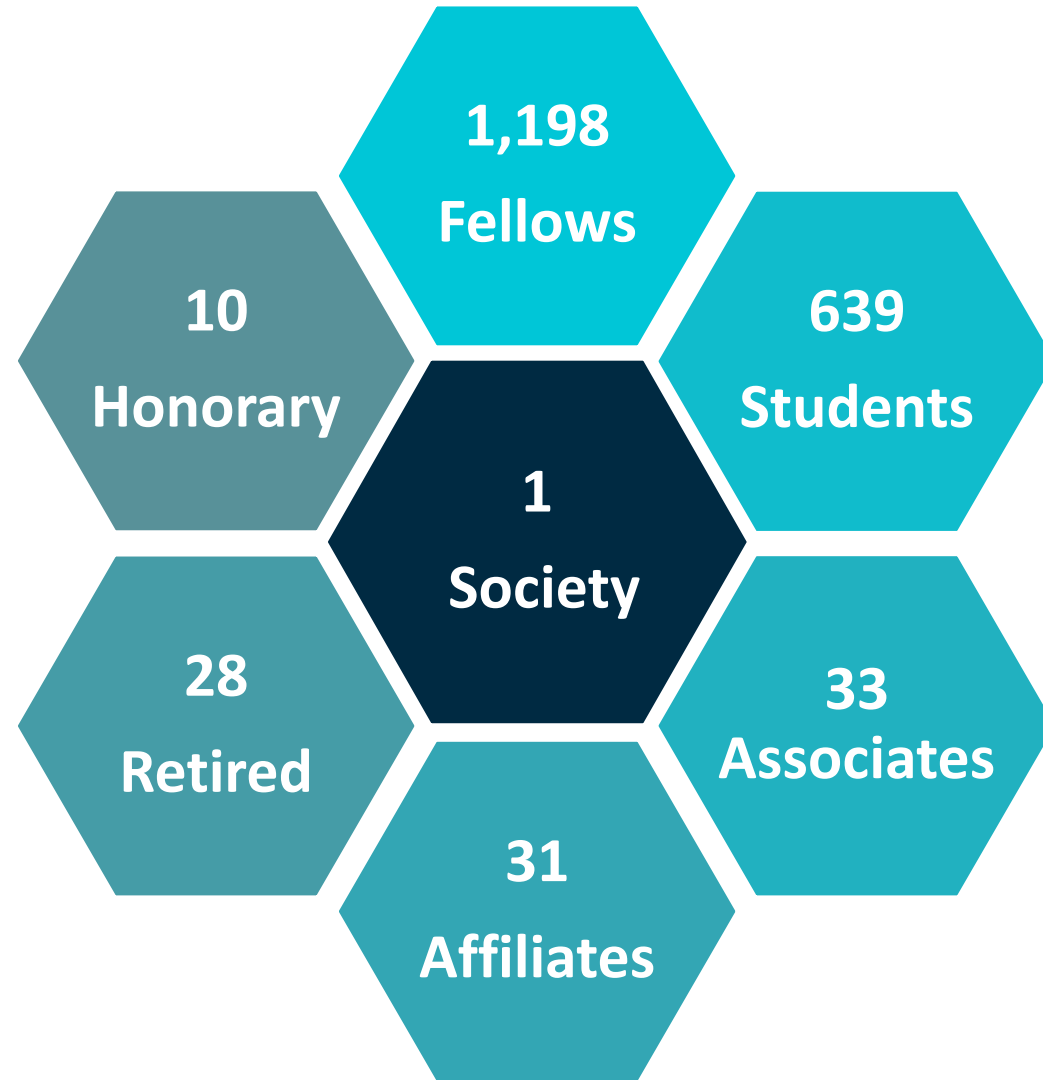 1,198
Fellows
639
Students
33
Associates
31
Affiliates
28
Retired
10
Honorary
1
Society